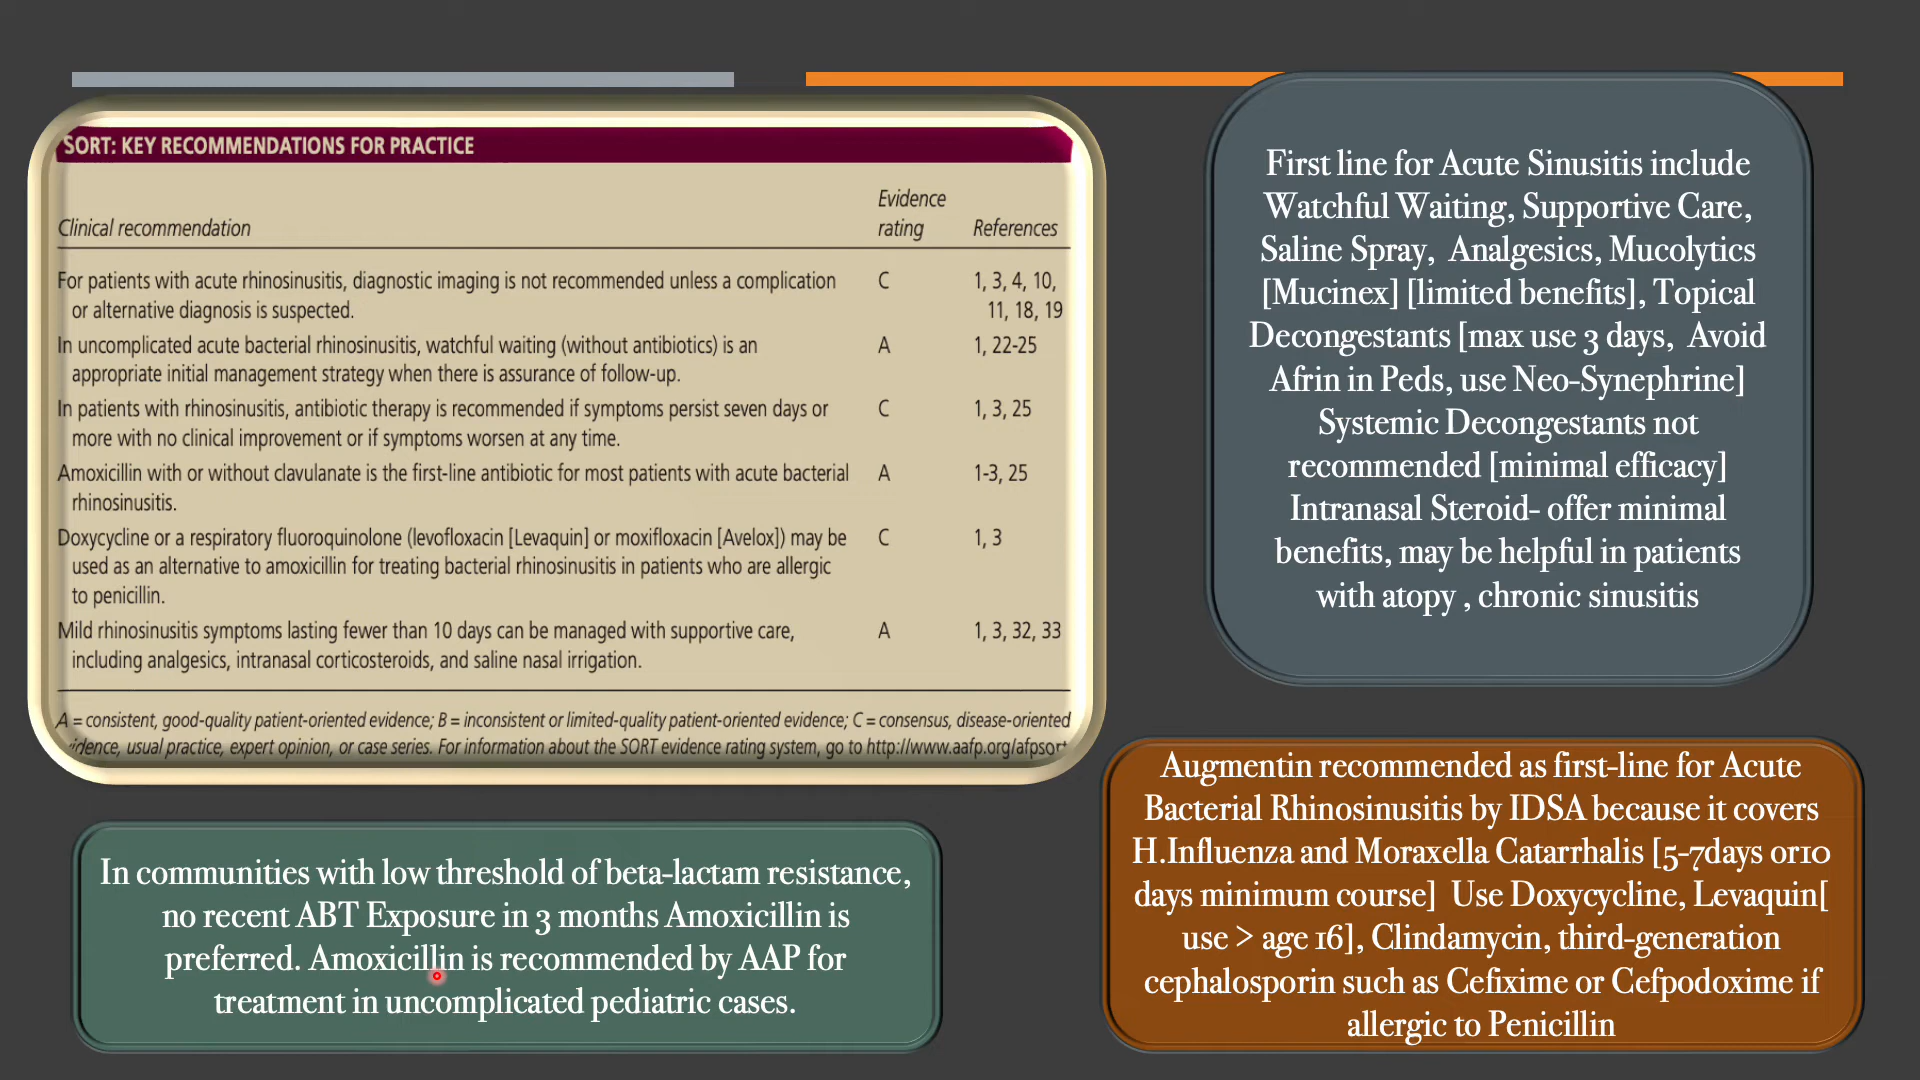 SORT: KEY RECOMMENDATIONS FOR PRACTICE
Clinical recommendation Evidence rating References
For patients with acute rhinosinusitis, diagnostic imaging is not recommended unless a complication C 1, 3, 4, 10,
or alternative diagnosis is suspected. 11, 18, 19
In uncomplicated acute bacterial rhinosinusitis, watchful waiting (without antibiotics) is an A 1, 22-25
appropriate initial management strategy when there is assurance of follow-up.
In patients with rhinosinusitis, antibiotic therapy is recommended if symptoms persist seven days or C 1, 3, 25
more with no clinical improvement or if symptoms worsen at any time.
Amoxicillin with or without clavulanate is the first-line antibiotic for most patients with acute bacterial A 1-3, 25
rhinosinusitis.
Doxycycline or a respiratory fluoroquinolone (levofloxacin [Levaquin] or moxifloxacin [Avelox]) may be C 1, 3
used as an alternative to amoxicillin for treating bacterial rhinosinusitis in patients who are allergic
to penicillin.
Mild rhinosinusitis symptoms lasting fewer than 10 days can be managed with supportive care, A 1, 3, 32, 33
including analgesics, intranasal corticosteroids, and saline nasal irrigation.
A = consistent, good-quality patient-oriented evidence; B = inconsistent or limited-quality patient-oriented evidence; C = consensus, disease-oriented
usual practice, expert opinion, or case series. For information about the SORT evidence rating system, go to http://www.aafp.org/afpsort
First line for Acute Sinusitis include
Watchful Waiting, Supportive Care,
Saline Spray, Analgesics, Mucolytics
[Mucinex] [limited benefits], Topical
Decongestants [max use 3 days, Avoid
Afrin in Peds, use Neo-Synephrine]
Systemic Decongestants not
recommended [minimal efficacy]
Intranasal Steroid- offer minimal
benefits, may be helpful in patients
with atopy , chronic sinusitis
In communities with low threshold of beta-lactam resistance,
no recent ABT Exposure in 3 months Amoxicillin is
preferred. Amoxicillin is recommended by AAP for
treatment in uncomplicated pediatric cases.
Augmentin recommended as first-line for Acute
Bacterial Rhinosinusitis by IDSA because it covers
H.Influenza and Moraxella Catarrhalis [5-7days or10
days minimum course] Use Doxycycline, Levaquin[
use > age 16], Clindamycin, third-generation
cephalosporin such as Cefixime or Cefpodoxime if
allergic to Penicillin